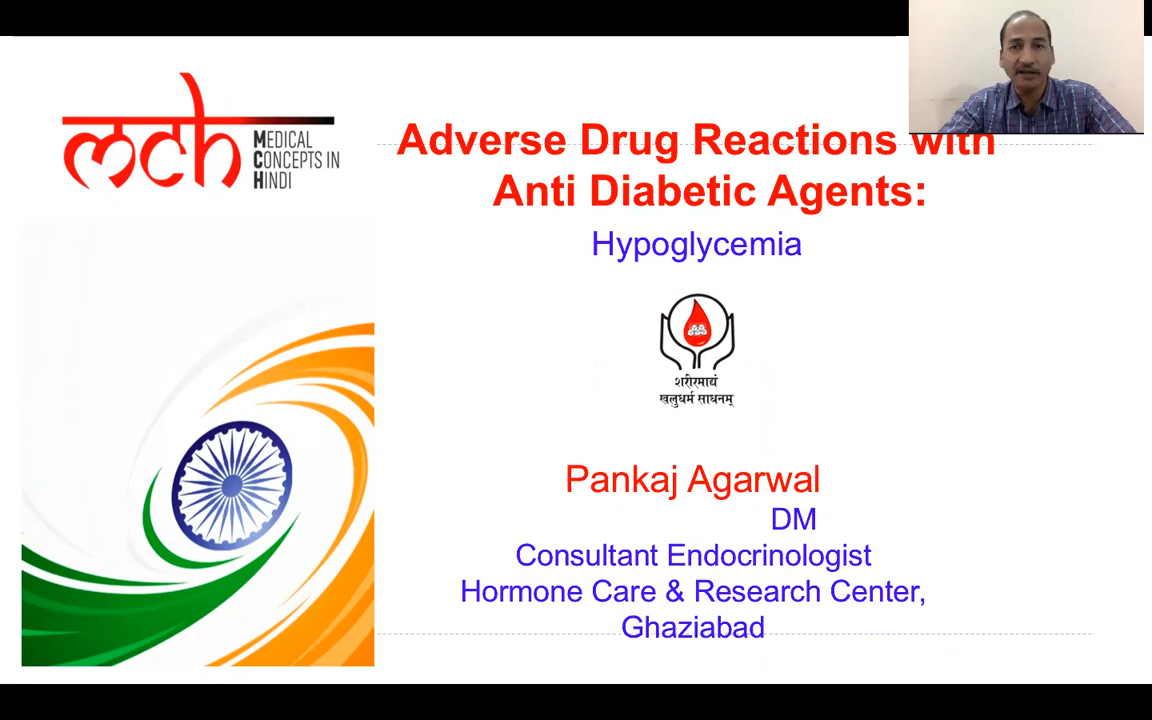 mch
MEDICAL
CONCEPTS IN
HINDI
Adverse Drug Reactions with
Anti Diabetic Agents:
Hypoglycemia
शरीरमाद्यं
खलुधर्म साधनम्
Pankaj Agarwal
DM
Consultant Endocrinologist
Hormone Care & Research Center,
Ghaziabad